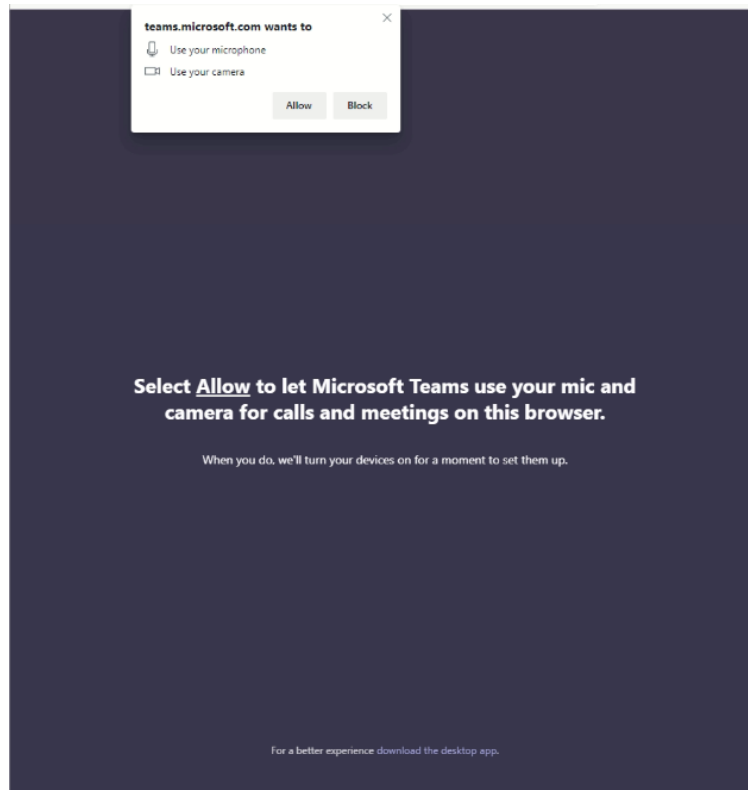 teams.microsoft.com wants to
Use your microphone
Use your camera
Allow Block
Select Allow to let Microsoft Teams use your mic and
camera for calls and meetings on this browser.
When you do, we'll turn your devices on for a moment to set them up.
For a better experience download the desktop app.